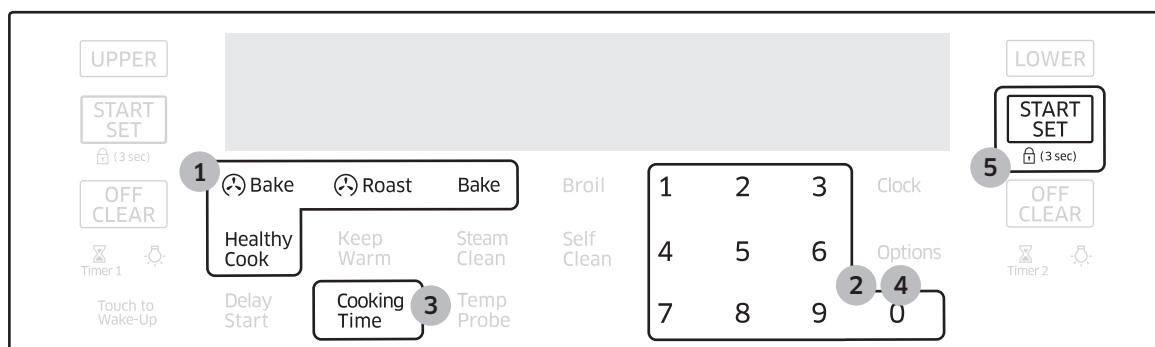 UPPER
LOWER
START
SET
(3 sec)
START
SET
(3 sec)
1
5
Bake
Roast
Bake
Broil
1
2
3
Clock
OFF
CLEAR
OFF
CLEAR
Healthy
Cook
Keep
Warm
Steam
Clean
Self
Clean
4
5
6
Options
Timer 1
Timer 2
2
4
Touch to
Wake-Up
Delay
Start
Cooking
Time
3
Temp
Probe
7
8
9
0